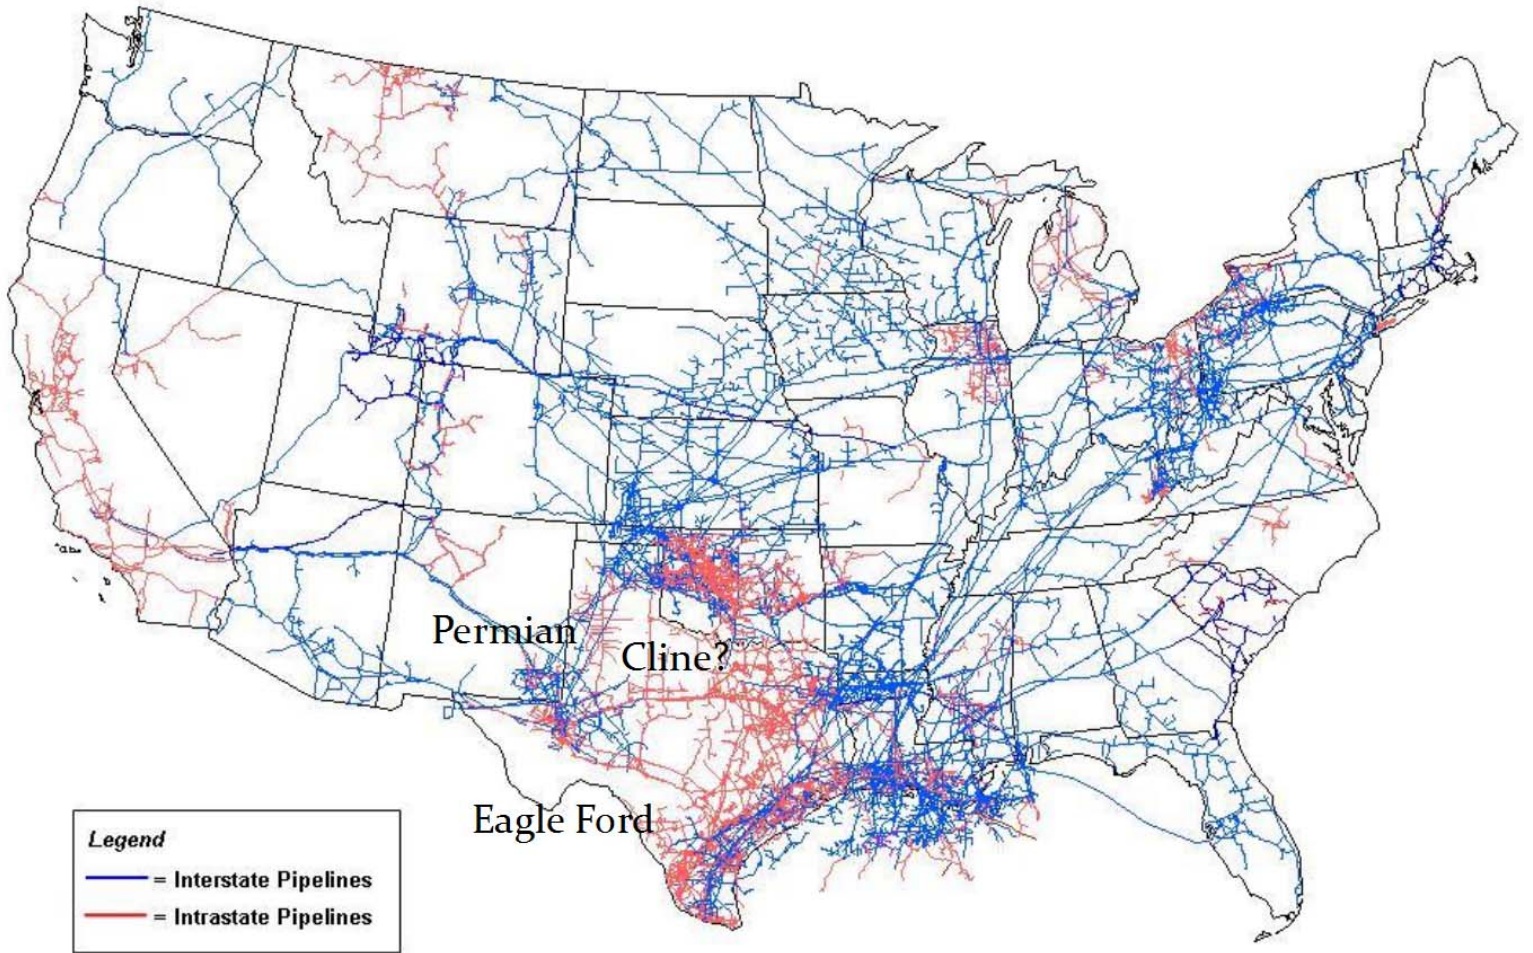 Permian
Cline?
Eagle Ford
Legend
= Interstate Pipelines
= Intrastate Pipelines